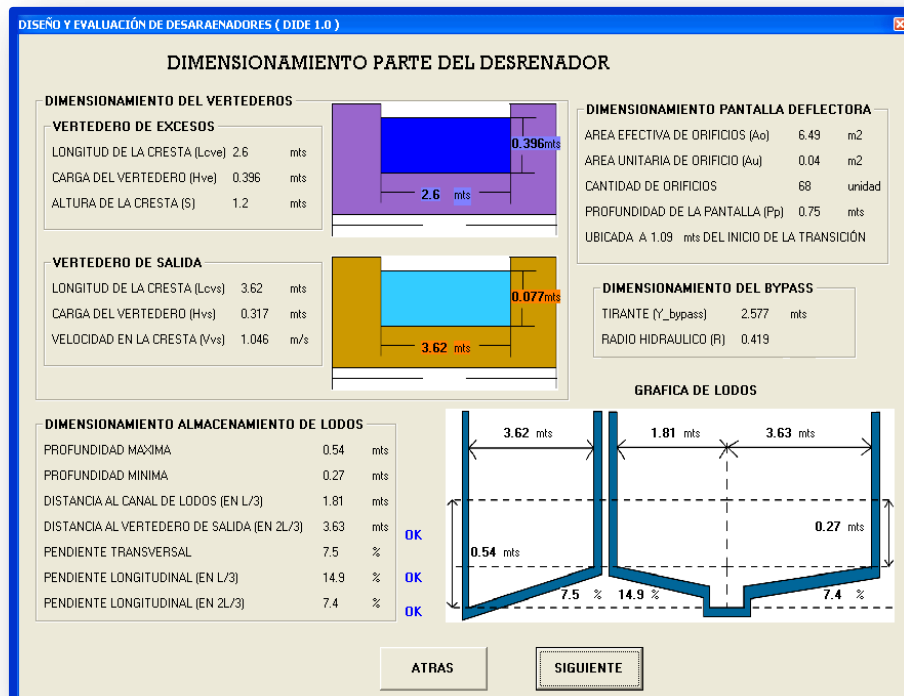 DISEÑO Y EVALUACIÓN DE DESARAENADORES ( DIDE 1.0 )
DIMENSIONAMIENTO PARTE DEL DESRENADOR
DIMENSIONAMIENTO DEL VERTEDEROS
VERTEDERO DE EXCESOS
LONGITUD DE LA CRESTA (Lcve) 2.6 mts
CARGA DEL VERTEDERO (Hve) 0.396 mts
ALTURA DE LA CRESTA (S) 1.2 mts
0.396 mts
2.6 mts
VERTEDERO DE SALIDA
LONGITUD DE LA CRESTA (Lcvs) 3.62 mts
CARGA DEL VERTEDERO (Hvs) 0.317 mts
VELOCIDAD EN LA CRESTA (Vvs) 1.046 m/s
0.077 mts
3.62 mts
DIMENSIONAMIENTO PANTALLA DEFLECTORA
AREA EFECTIVA DE ORIFICIOS (Ao) 6.49 m2
AREA UNITARIA DE ORIFICIO (Au) 0.04 m2
CANTIDAD DE ORIFICIOS 68 unidad
PROFUNDIDAD DE LA PANTALLA (Pp) 0.75 mts
UBICADA A 1.09 mts DEL INICIO DE LA TRANSICIÓN
DIMENSIONAMIENTO DEL BYPASS
TIRANTE (Y_bypass) 2.577 mts
RADIO HIDRAULICO (R) 0.419
DIMENSIONAMIENTO ALMACENAMIENTO DE LODOS
PROFUNDIDAD MAXIMA 0.54 mts
PROFUNDIDAD MINIMA 0.27 mts
DISTANCIA AL CANAL DE LODOS (EN L/3) 1.81 mts
DISTANCIA AL VERTEDERO DE SALIDA (EN 2L/3) 3.63 mts
PENDIENTE TRANSVERSAL 7.5 % OK
PENDIENTE LONGITUDINAL (EN L/3) 14.9 % OK
PENDIENTE LONGITUDINAL (EN 2L/3) 7.4 % OK
GRAFICA DE LODOS
3.62 mts
1.81 mts
3.63 mts
0.54 mts
0.27 mts
7.5 %
14.9 %
7.4 %
ATRAS
SIGUIENTE